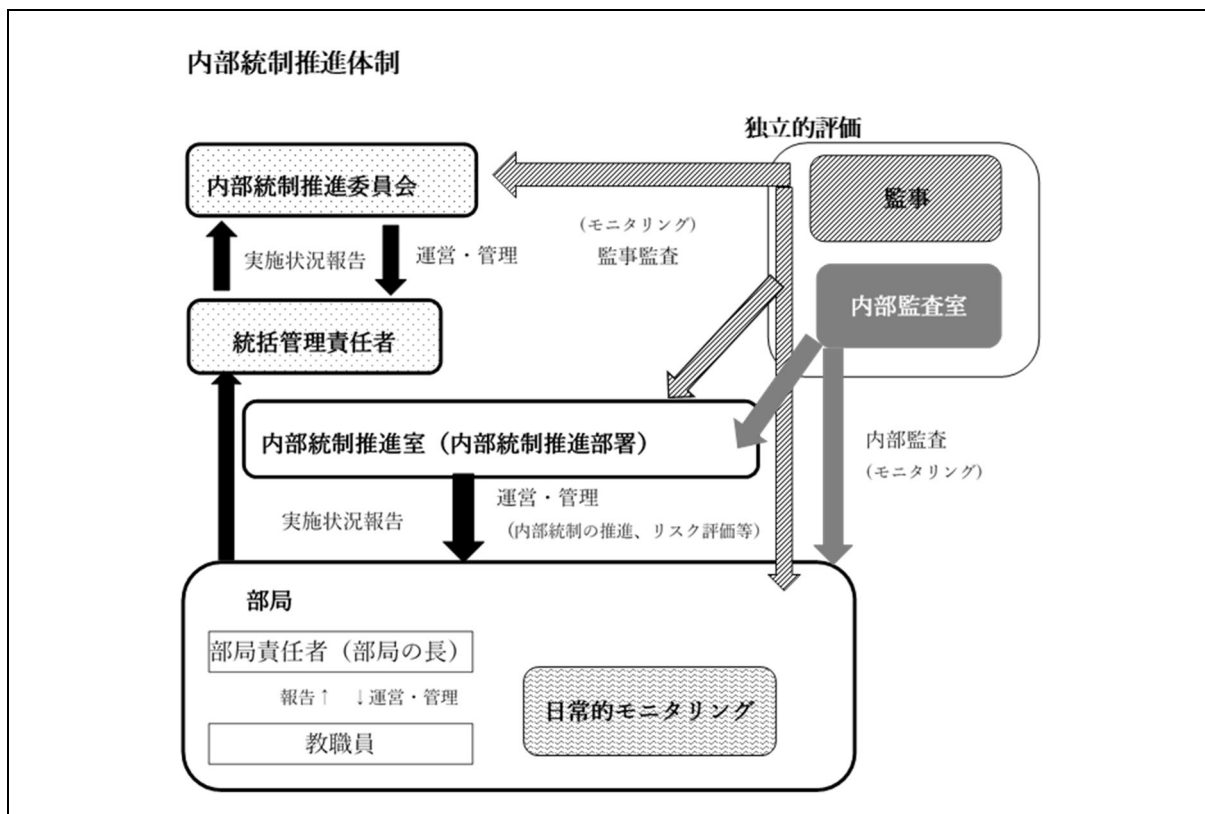 内部統制推進体制
独立的評価
内部統制推進委員会
監事
(モニタリング)
監事監査
実施状況報告
運営・管理
内部監査室
統括管理責任者
内部統制推進室（内部統制推進部署）
内部監査
(モニタリング)
実施状況報告
運営・管理
(内部統制の推進、リスク評価等)
部局
部局責任者（部局の長）
報告↑ ↓運営・管理
教職員
日常的モニタリング